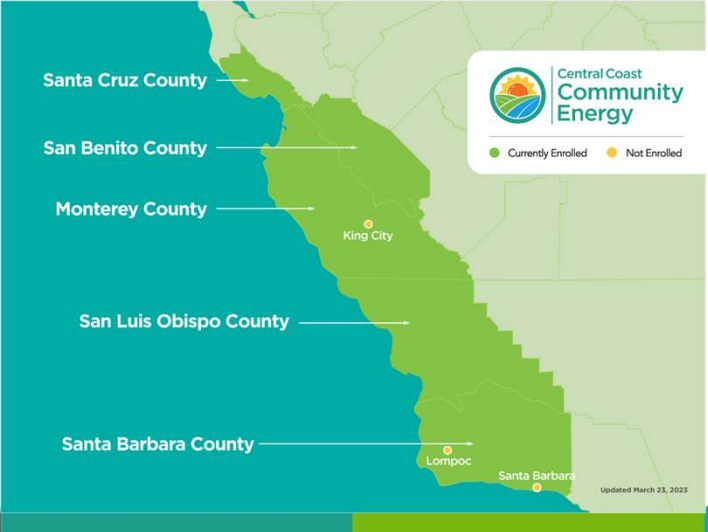 Santa Cruz County
San Benito County
Monterey County
San Luis Obispo County
Santa Barbara County
Central Coast
Community
Energy
Currently Enrolled
Not Enrolled
King City
Lompoc
Santa Barbara
Updated March 23, 2023